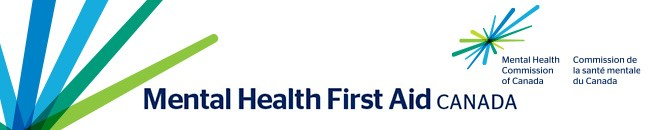 Mental Health
Commission
of Canada
Commission de
la santé mentale
du Canada
Mental Health First Aid CANADA